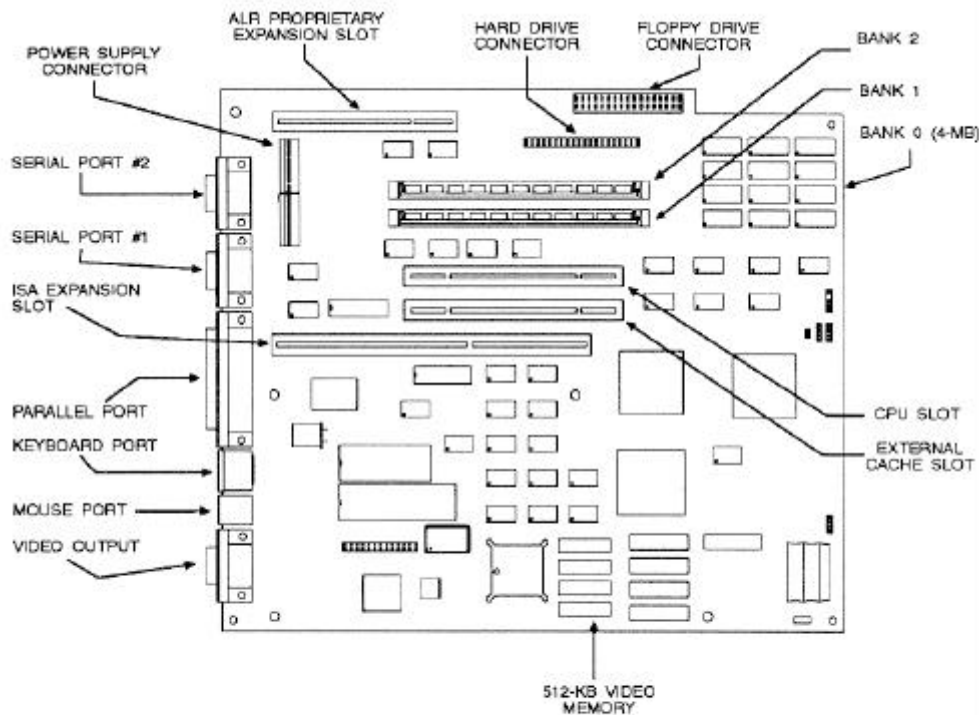 ALR PROPRIETARY
EXPANSION SLOT
HARD DRIVE
CONNECTOR
FLOPPY DRIVE
CONNECTOR
BANK 2
POWER SUPPLY
CONNECTOR
BANK 1
BANK 0 (4-MB)
SERIAL PORT #2
SERIAL PORT #1
ISA EXPANSION
SLOT
PARALLEL PORT
CPU SLOT
KEYBOARD PORT
EXTERNAL
CACHE SLOT
MOUSE PORT
VIDEO OUTPUT
512-KB VIDEO
MEMORY